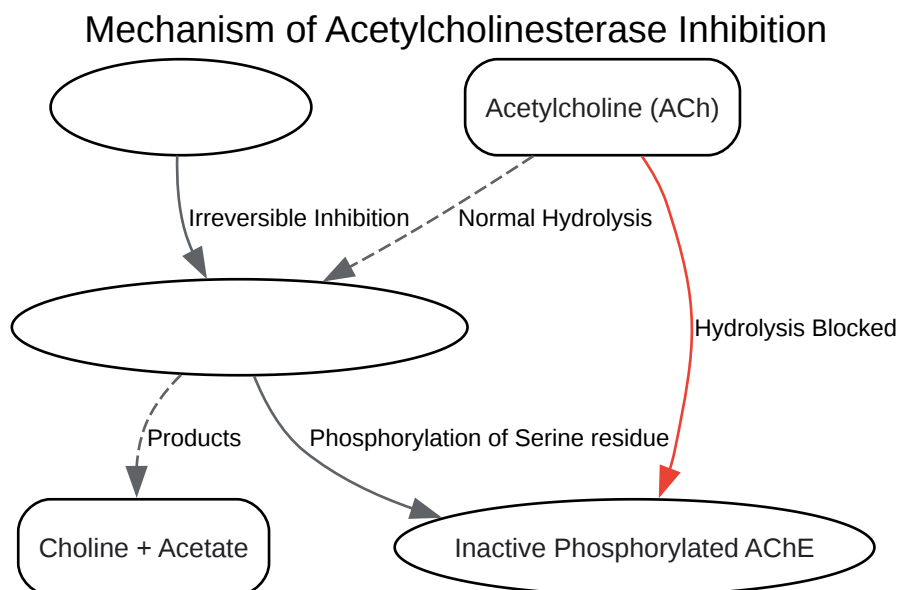 Mechanism of Acetylcholinesterase Inhibition
Acetylcholine (ACh)
Irreversible Inhibition
Normal Hydrolysis
Hydrolysis Blocked
Products
Phosphorylation of Serine residue
Choline + Acetate
Inactive Phosphorylated AChE